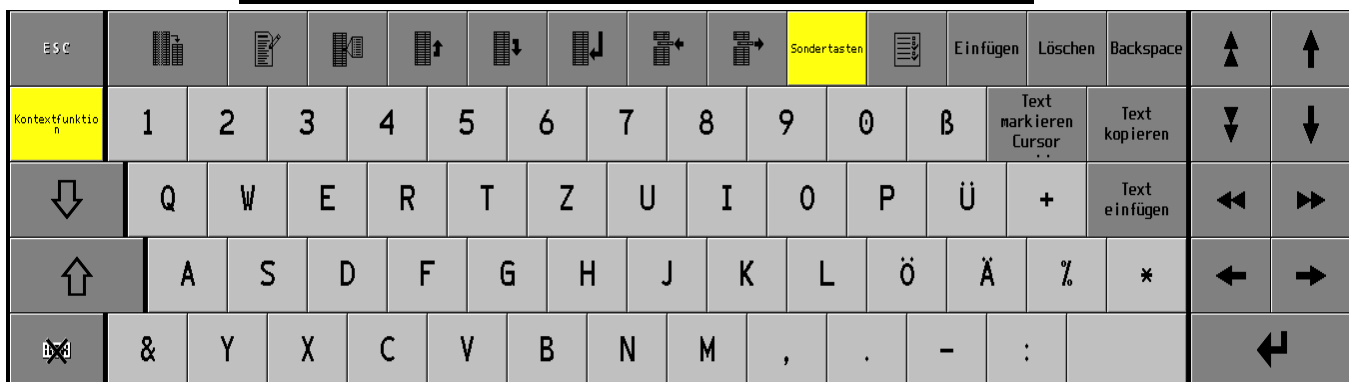 ESC Sondertasten Einfügen Löschen Backspace
Kontextfunktio
n
1 2 3 4 5 6 7 8 9 0 ß
Text
markieren
Cursor
Text
kopieren
Q W E R T Z U I O P Ü +
Text
einfügen
A S D F G H J K L Ö Ä % *
& Y X C V B N M , . - :